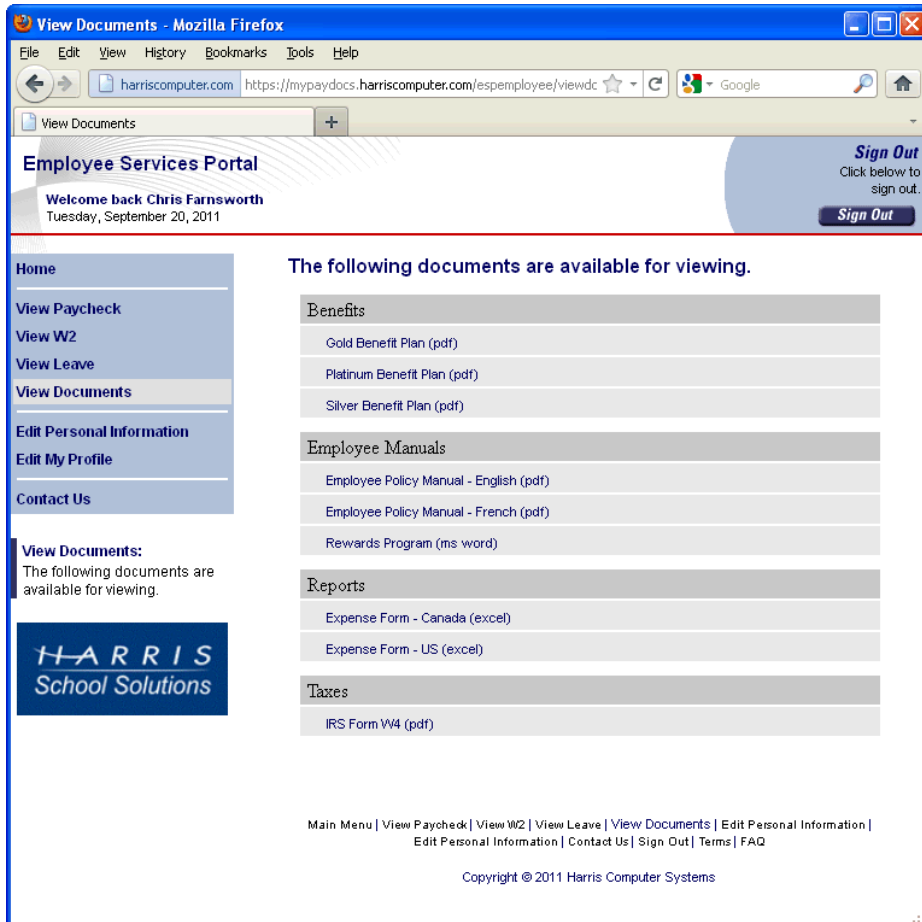 View Documents - Mozilla Firefox
File Edit View History Bookmarks Tools Help
harriscomputer.com https://mypaydocs.harriscomputer.com/espemployee/viewdc Google
View Documents
Employee Services Portal
Welcome back Chris Farnsworth
Tuesday, September 20, 2011
Sign Out
Click below to
sign out.
Sign Out
Home
View Paycheck
View W2
View Leave
View Documents
Edit Personal Information
Edit My Profile
Contact Us
View Documents:
The following documents are
available for viewing.
HARRIS
School Solutions
The following documents are available for viewing.
Benefits
Gold Benefit Plan (pdf)
Platinum Benefit Plan (pdf)
Silver Benefit Plan (pdf)
Employee Manuals
Employee Policy Manual - English (pdf)
Employee Policy Manual - French (pdf)
Rewards Program (ms word)
Reports
Expense Form - Canada (excel)
Expense Form - US (excel)
Taxes
IRS Form W4 (pdf)
Main Menu | View Paycheck | View W2 | View Leave | View Documents | Edit Personal Information |
Edit Personal Information | Contact Us | Sign Out | Terms | FAQ
Copyright © 2011 Harris Computer Systems